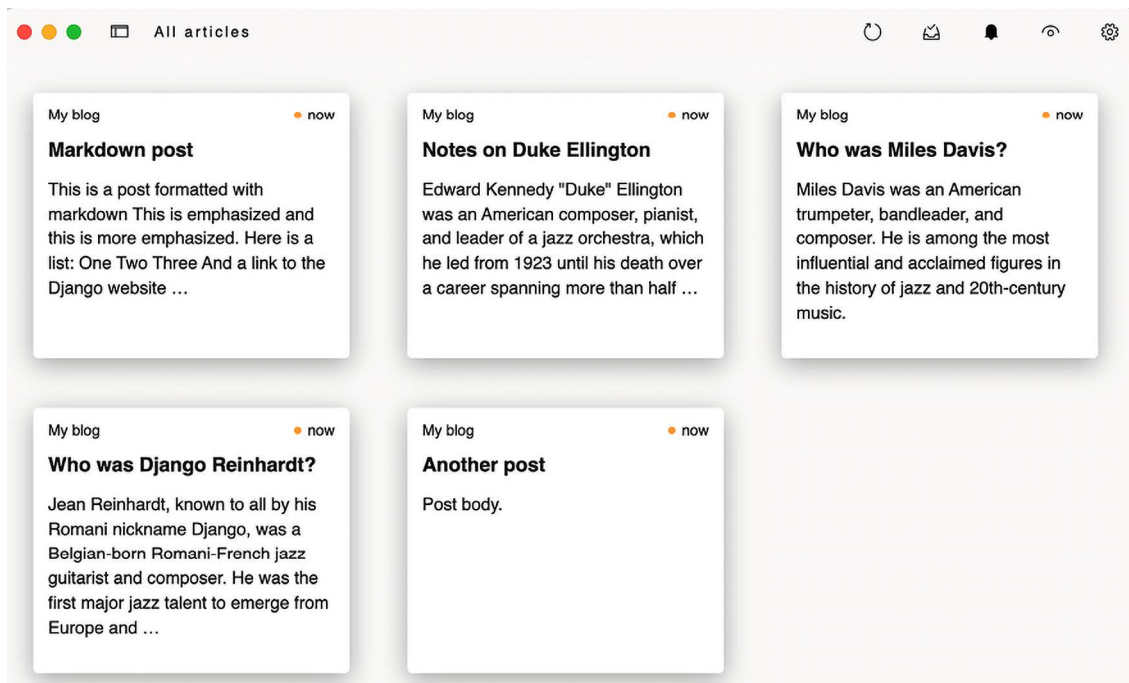 All articles
My blog
now
Markdown post
This is a post formatted with
markdown This is emphasized and
this is more emphasized. Here is a
list: One Two Three And a link to the
Django website ...
My blog
now
Notes on Duke Ellington
Edward Kennedy "Duke" Ellington
was an American composer, pianist,
and leader of a jazz orchestra, which
he led from 1923 until his death over
a career spanning more than half ...
My blog
now
Who was Miles Davis?
Miles Davis was an American
trumpeter, bandleader, and
composer. He is among the most
influential and acclaimed figures in
the history of jazz and 20th-century
music.
My blog
now
Who was Django Reinhardt?
Jean Reinhardt, known to all by his
Romani nickname Django, was a
Belgian-born Romani-French jazz
guitarist and composer. He was the
first major jazz talent to emerge from
Europe and ...
My blog
now
Another post
Post body.